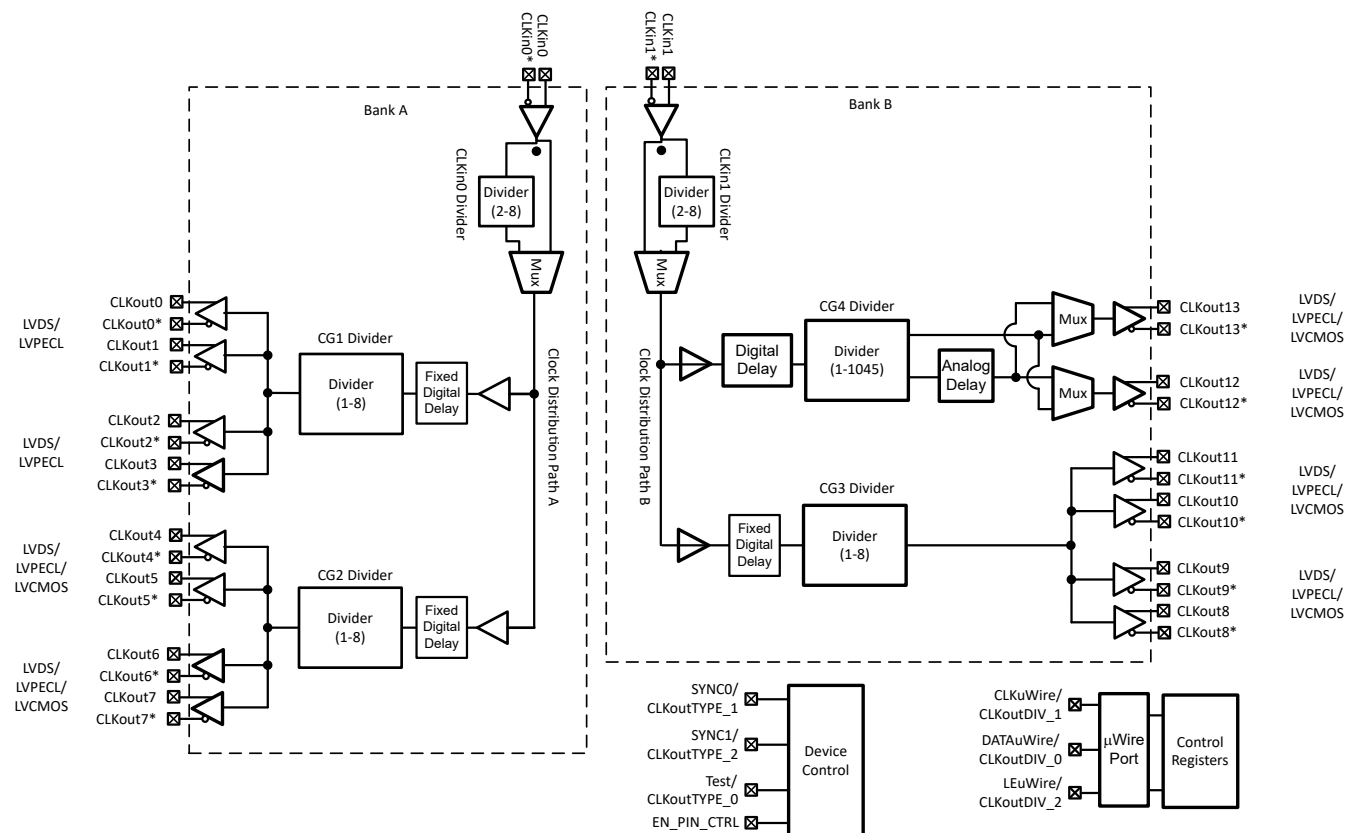 CLKin0*
CLKin0
CLKin1*
CLKin1
Bank A
Bank B
CLKin0 Divider
Divider
(2-8)
Mux
CLKin1 Divider
Divider
(2-8)
Mux
LVDS/
LVPECL
CLKout0
CLKout0*
CLKout1
CLKout1*
LVDS/
LVPECL
CLKout2
CLKout2*
CLKout3
CLKout3*
CG1 Divider
Divider
(1-8)
Fixed
Digital
Delay
Clock Distribution Path A
LVDS/
LVPECL/
LVCMOS
CLKout4
CLKout4*
CLKout5
CLKout5*
LVDS/
LVPECL/
LVCMOS
CLKout6
CLKout6*
CLKout7
CLKout7*
CG2 Divider
Divider
(1-8)
Fixed
Digital
Delay
Clock Distribution Path B
Digital
Delay
CG4 Divider
Divider
(1-1045)
Analog
Delay
Mux
Mux
CLKout13
CLKout13*
LVDS/
LVPECL/
LVCMOS
CLKout12
CLKout12*
LVDS/
LVPECL/
LVCMOS
Fixed
Digital
Delay
CG3 Divider
Divider
(1-8)
CLKout11
CLKout11*
CLKout10
CLKout10*
LVDS/
LVPECL/
LVCMOS
CLKout9
CLKout9*
CLKout8
CLKout8*
LVDS/
LVPECL/
LVCMOS
SYNC0/
CLKoutTYPE_1
SYNC1/
CLKoutTYPE_2
Test/
CLKoutTYPE_0
EN_PIN_CTRL
Device
Control
CLKuWire/
CLKoutDIV_1
DATAuWire/
CLKoutDIV_0
LEuWire/
CLKoutDIV_2
µWire
Port
Control
Registers